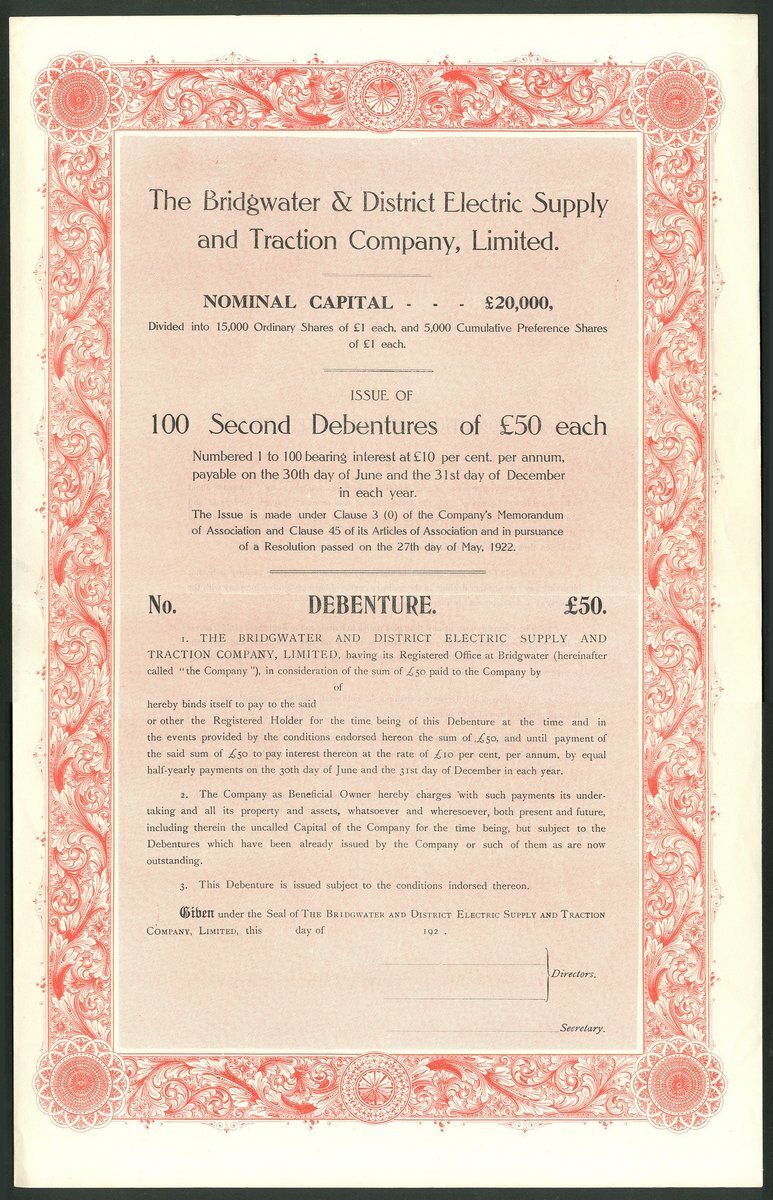 The Bridgwater & District Electric Supply
and Traction Company, Limited.
NOMINAL CAPITAL - - - £20,000,
Divided into 15,000 Ordinary Shares of £1 each, and 5,000 Cumulative Preference Shares
of £1 each.
ISSUE OF
100 Second Debentures of £50 each
Numbered 1 to 100 bearing interest at £10 per cent. per annum,
payable on the 30th day of June and the 31st day of December
in each year.
The Issue is made under Clause 3 (0) of the Company's Memorandum
of Association and Clause 45 of its Articles of Association and in pursuance
of a Resolution passed on the 27th day of May, 1922.
No. DEBENTURE. £50.
1. THE BRIDGWATER AND DISTRICT ELECTRIC SUPPLY AND
TRACTION COMPANY, LIMITED, having its Registered Office at Bridgwater (hereinafter
called "the Company"), in consideration of the sum of £50 paid to the Company by
of
hereby binds itself to pay to the said
or other the Registered Holder for the time being of this Debenture at the time and in
the events provided by the conditions endorsed hereon the sum of £50, and until payment of
the said sum of £50 to pay interest thereon at the rate of £10 per cent. per annum, by equal
half-yearly payments on the 30th day of June and the 31st day of December in each year.
2. The Company as Beneficial Owner hereby charges with such payments its under-
taking and all its property and assets, whatsoever and wheresoever, both present and future,
including therein the uncalled Capital of the Company for the time being, but subject to the
Debentures which have been already issued by the Company or such of them as are now
outstanding.
3. This Debenture is issued subject to the conditions indorsed thereon.
Given under the Seal of THE BRIDGWATER AND DISTRICT ELECTRIC SUPPLY AND TRACTION
COMPANY, LIMITED, this day of 192 .
Directors.
Secretary.